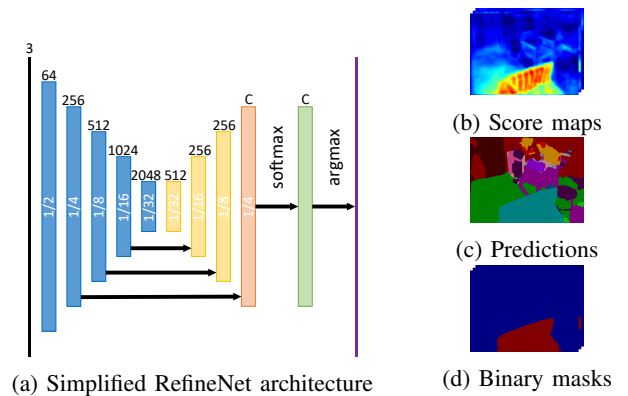 3
64
256
512
1024
2048
512
256
256
C
C
1/2
1/4
1/8
1/16
1/32
1/32
1/16
1/8
1/4
softmax
argmax
(a) Simplified RefineNet architecture
(b) Score maps
(c) Predictions
(d) Binary masks